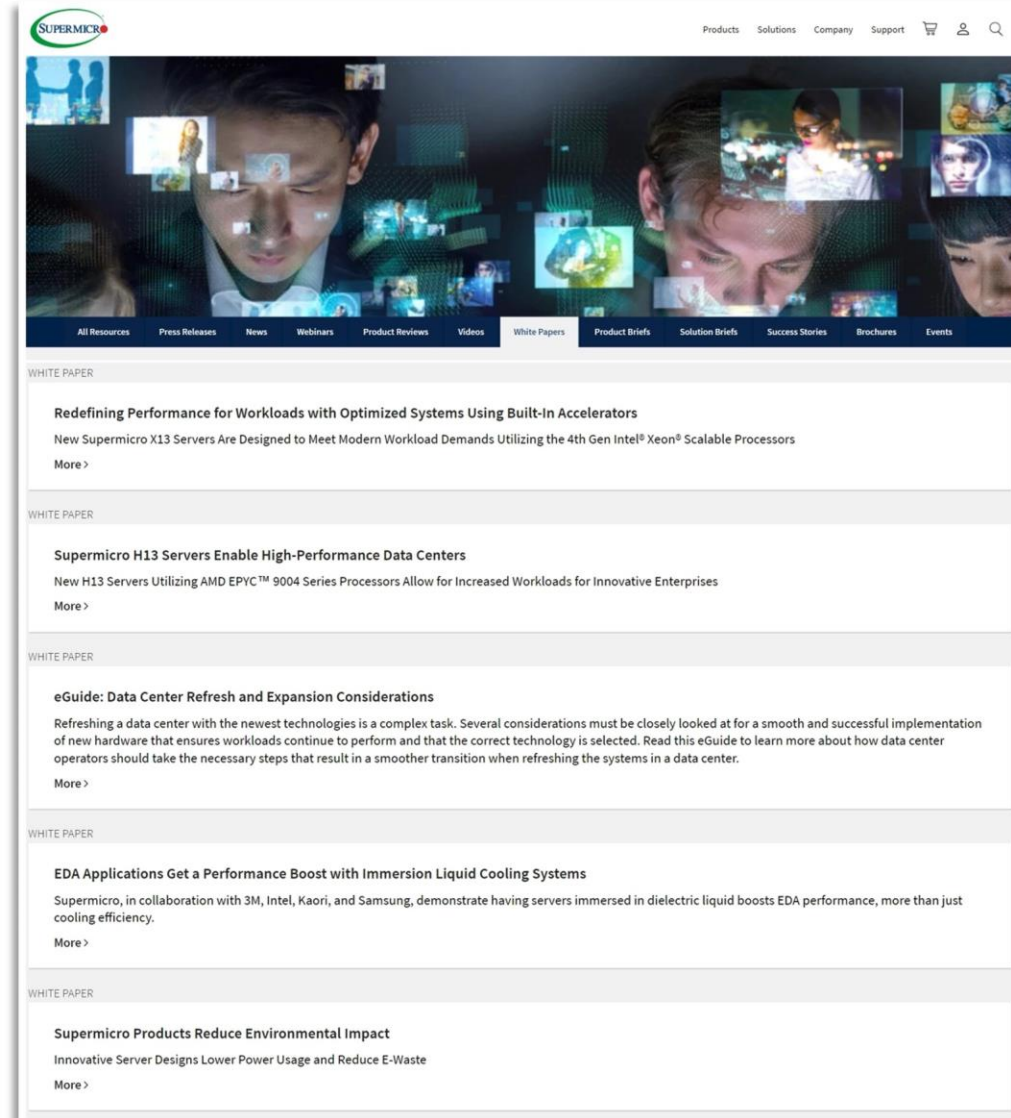 SUPERMICR
Products Solutions Company Support
All Resources Press Releases News Webinars Product Reviews Videos White Papers Product Briefs Solution Briefs Success Stories Brochures Events
WHITE PAPER
Redefining Performance for Workloads with Optimized Systems Using Built-In Accelerators
New Supermicro X13 Servers Are Designed to Meet Modern Workload Demands Utilizing the 4th Gen Intel® Xeon® Scalable Processors
More >
WHITE PAPER
Supermicro H13 Servers Enable High-Performance Data Centers
New H13 Servers Utilizing AMD EPYC™ 9004 Series Processors Allow for Increased Workloads for Innovative Enterprises
More >
WHITE PAPER
eGuide: Data Center Refresh and Expansion Considerations
Refreshing a data center with the newest technologies is a complex task. Several considerations must be closely looked at for a smooth and successful implementation
of new hardware that ensures workloads continue to perform and that the correct technology is selected. Read this eGuide to learn more about how data center
operators should take the necessary steps that result in a smoother transition when refreshing the systems in a data center.
More >
WHITE PAPER
EDA Applications Get a Performance Boost with Immersion Liquid Cooling Systems
Supermicro, in collaboration with 3M, Intel, Kaori, and Samsung, demonstrate having servers immersed in dielectric liquid boosts EDA performance, more than just
cooling efficiency.
More >
WHITE PAPER
Supermicro Products Reduce Environmental Impact
Innovative Server Designs Lower Power Usage and Reduce E-Waste
More >